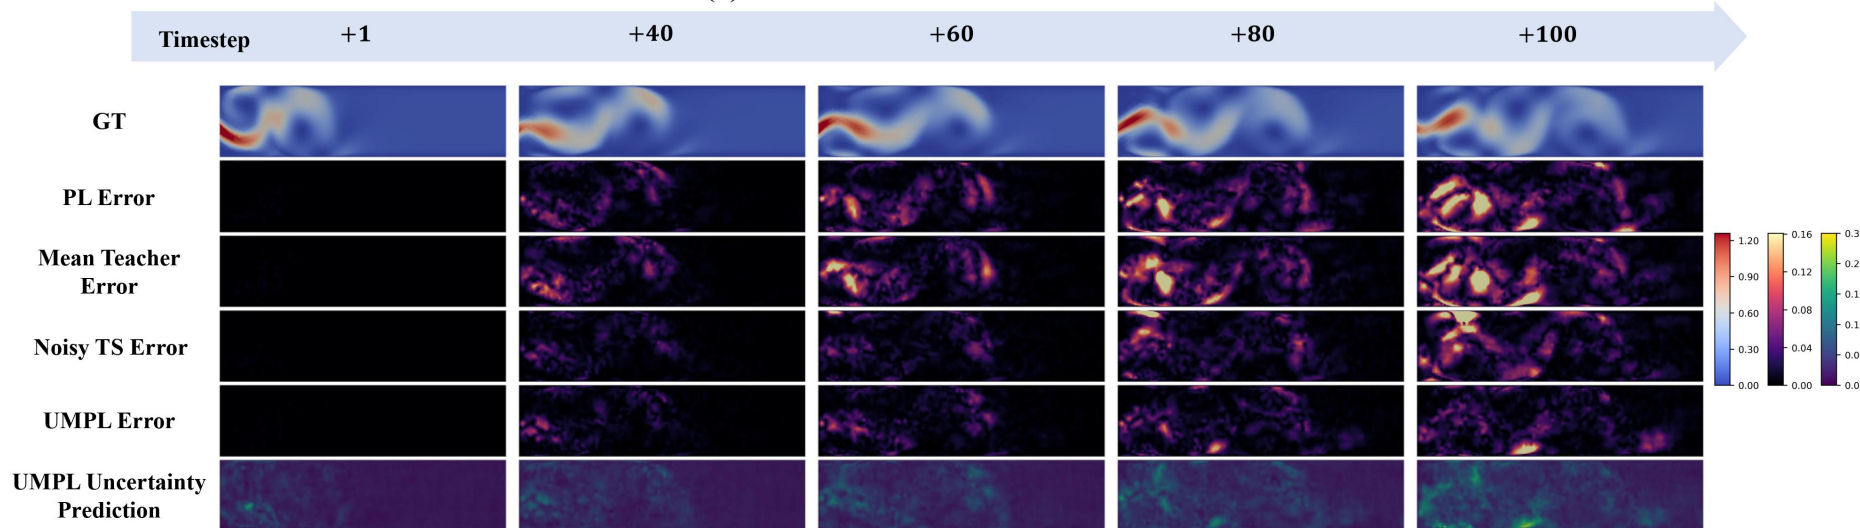 Timestep +1 +40 +60 +80 +100
GT
PL Error
Mean Teacher
Error
Noisy TS Error
UMPL Error
UMPL Uncertainty
Prediction
1.20
0.90
0.60
0.30
0.00
0.16
0.12
0.08
0.04
0.00
0.3
0.2
0.1
0.1
0.0
0.0